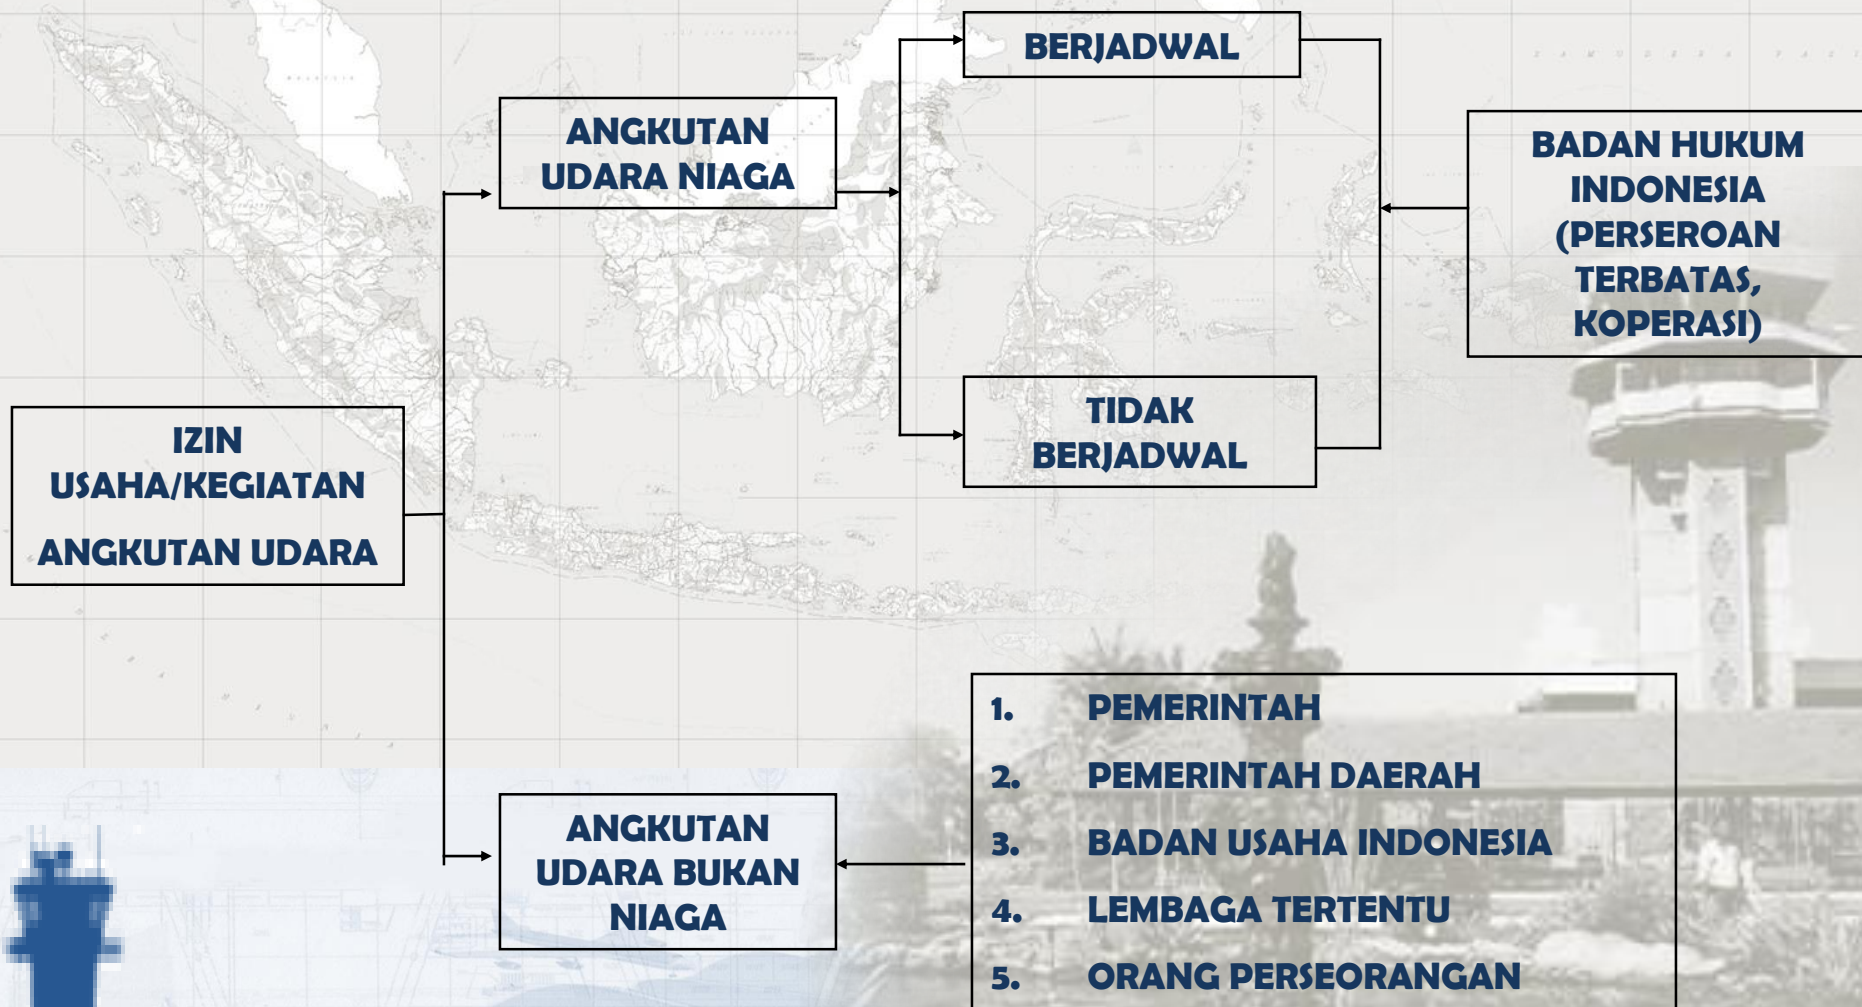 BERJADWAL
ANGKUTAN
UDARA NIAGA
BADAN HUKUM
INDONESIA
(PERSEROAN
TERBATAS,
KOPERASI)
TIDAK
BERJADWAL
IZIN
USAHA/KEGIATAN
ANGKUTAN UDARA
ANGKUTAN
UDARA BUKAN
NIAGA
1. PEMERINTAH
2. PEMERINTAH DAERAH
3. BADAN USAHA INDONESIA
4. LEMBAGA TERTENTU
5. ORANG PERSEORANGAN